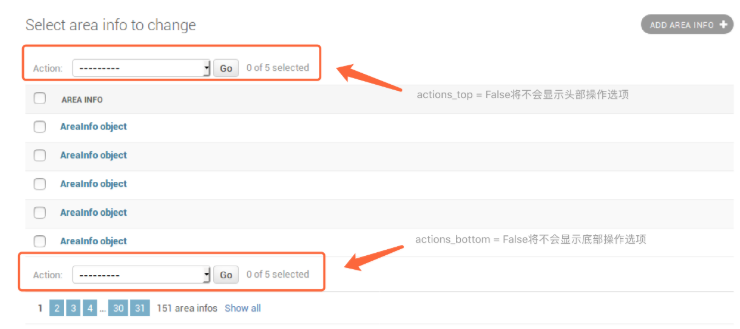 Select area info to change
ADD AREA INFO +
Action: --------- Go 0 of 5 selected
AREA INFO
actions_top = False将不会显示头部操作选项
AreaInfo object
AreaInfo object
AreaInfo object
AreaInfo object
AreaInfo object
actions_bottom = False将不会显示底部操作选项
Action: --------- Go 0 of 5 selected
1 2 3 4 ... 30 31 151 area infos Show all